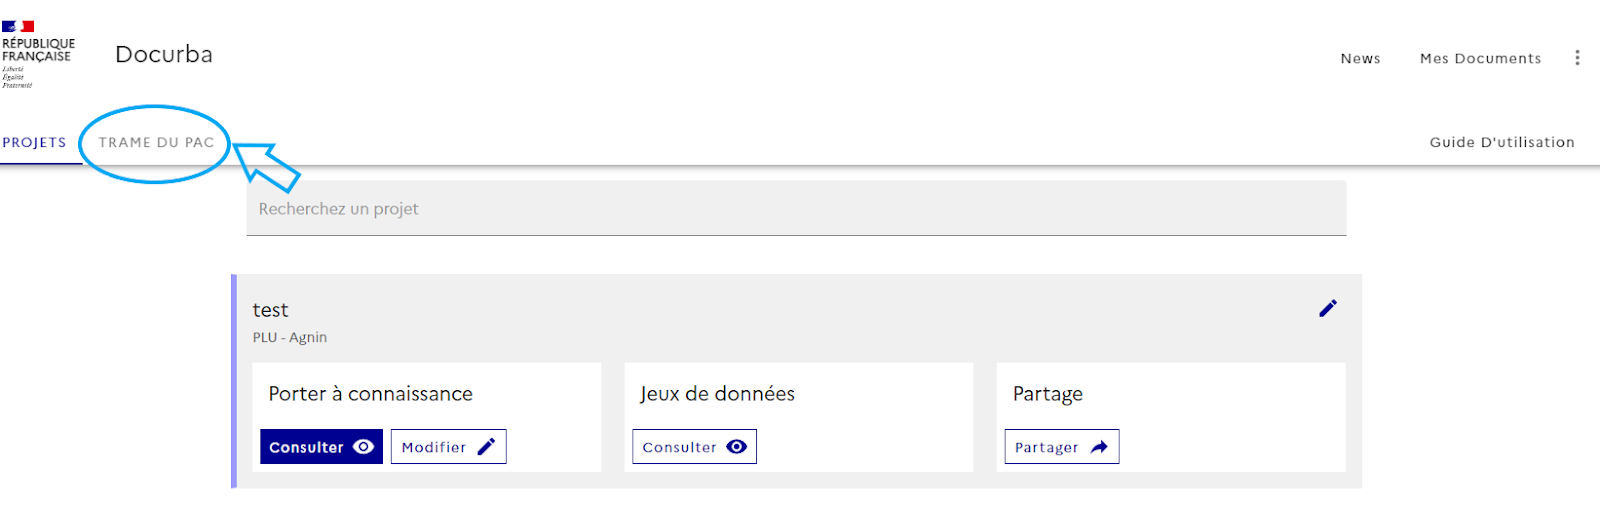 RÉPUBLIQUE
FRANÇAISE
Liberté
Égalité
Fraternité
Docurba
News
Mes Documents
PROJETS
TRAME DU PAC
Guide D'utilisation
Recherchez un projet
test
PLU - Agnin
Porter à connaissance
Consulter
Modifier
Jeux de données
Consulter
Partage
Partager